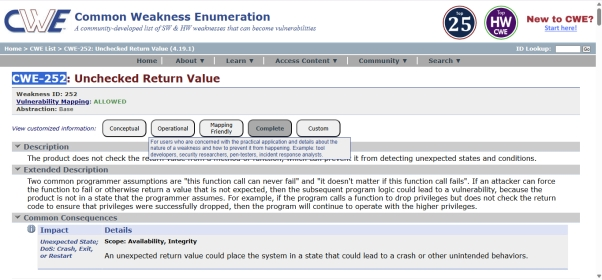 CWE
Common Weakness Enumeration
A community-developed list of SW & HW weaknesses that can become vulnerabilities
Top
25
Top
HW
CWE
New to CWE?
Start here!
Home > CWE List > CWE-252: Unchecked Return Value (4.19.1)
ID Lookup:
Go
Home | About ▼ | Learn ▼ | Access Content ▼ | Community ▼ | Search ▼
CWE-252: Unchecked Return Value
Weakness ID: 252
Vulnerability Mapping: ALLOWED
Abstraction: Base
View customized information:
Conceptual
Operational
Mapping
Friendly
Complete
Custom
For users who are concerned with the practical application and details about the
nature of a weakness and how to prevent it from happening. Example: tool
developers, security researchers, pen-testers, incident response analysts.
Description
The product does not check the return value from a method or function, which can prevent it from detecting unexpected states and conditions.
Extended Description
Two common programmer assumptions are "this function call can never fail" and "it doesn't matter if this function call fails". If an attacker can force
the function to fail or otherwise return a value that is not expected, then the subsequent program logic could lead to a vulnerability, because the
product is not in a state that the programmer assumes. For example, if the program calls a function to drop privileges but does not check the return
code to ensure that privileges were successfully dropped, then the program will continue to operate with the higher privileges.
Common Consequences
Impact
Details
Unexpected State;
DoS: Crash, Exit,
or Restart
Scope: Availability, Integrity
An unexpected return value could place the system in a state that could lead to a crash or other unintended behaviors.